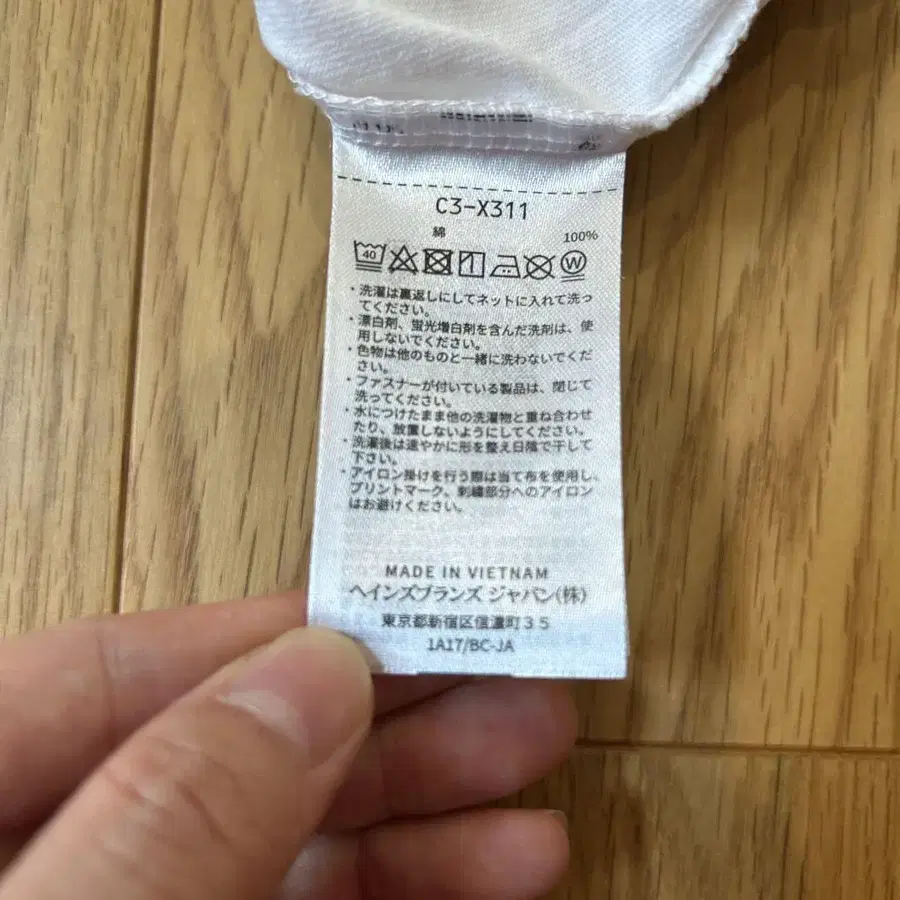 C3-X311
綿 100%
40 W
・洗濯は裏返しにしてネットに入れて洗っ
てください。
・漂白剤、蛍光増白剤を含んだ洗剤は、使
用しないでください。
・色物は他のものと一緒に洗わないでくだ
さい。
・ファスナーが付いている製品は、閉じて
洗ってください。
・水につけたまま他の洗濯物と重ね合わせ
たり、放置しないようにしてください。
・洗濯後は速やかに形を整え日陰で干して
下さい。
・アイロン掛けを行う際は当て布を使用し、
プリントマーク、刺繍部分へのアイロン
はお避けください。
MADE IN VIETNAM
ヘインズブランズ ジャパン(株)
東京都新宿区信濃町35
1A17/BC-JA